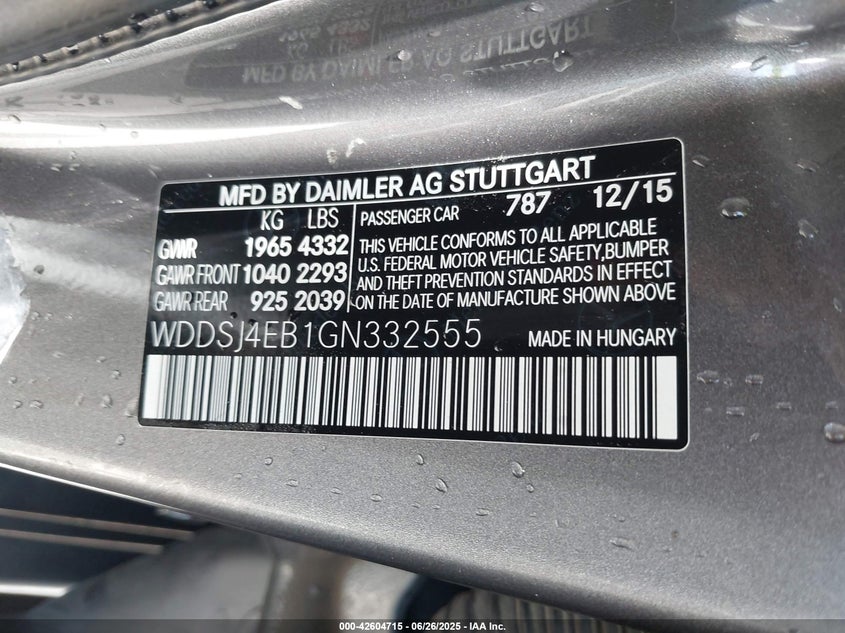 MFD BY DAIMLER AG STUTTGART
KG LBS
GVWR 1965 4332
GAWR FRONT 1040 2293
GAWR REAR 925 2039
PASSENGER CAR 787 12/15
THIS VEHICLE CONFORMS TO ALL APPLICABLE
U.S. FEDERAL MOTOR VEHICLE SAFETY,BUMPER
AND THEFT PREVENTION STANDARDS IN EFFECT
ON THE DATE OF MANUFACTURE SHOWN ABOVE
WDDSJ4EB1GN332555 MADE IN HUNGARY
000-42604715 - 06/26/2025 - IAA Inc.